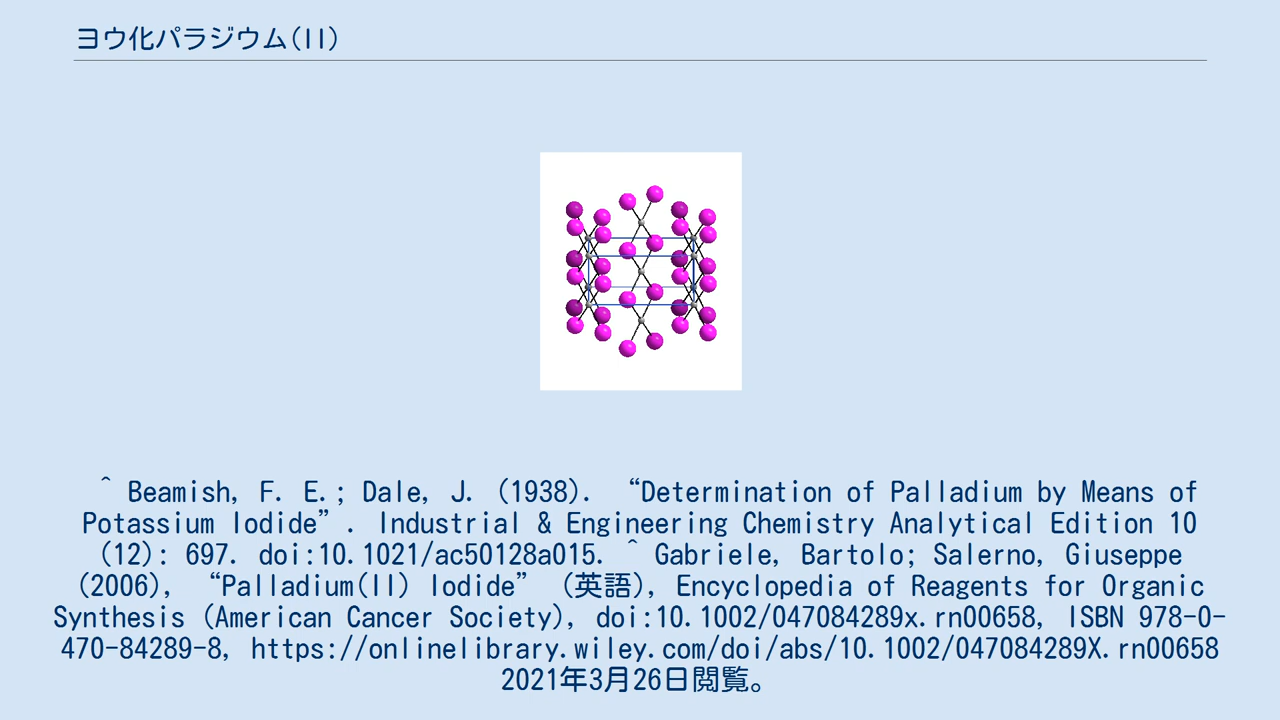 ヨウ化パラジウム(II)
^ Beamish, F. E.; Dale, J. (1938). “Determination of Palladium by Means of
Potassium Iodide”. Industrial & Engineering Chemistry Analytical Edition 10
(12): 697. doi:10.1021/ac50128a015. ^ Gabriele, Bartolo; Salerno, Giuseppe
(2006), “Palladium(II) Iodide” (英語), Encyclopedia of Reagents for Organic
Synthesis (American Cancer Society), doi:10.1002/047084289x.rn00658, ISBN 978-0-
470-84289-8, https://onlinelibrary.wiley.com/doi/abs/10.1002/047084289X.rn00658
2021年3月26日閲覧。